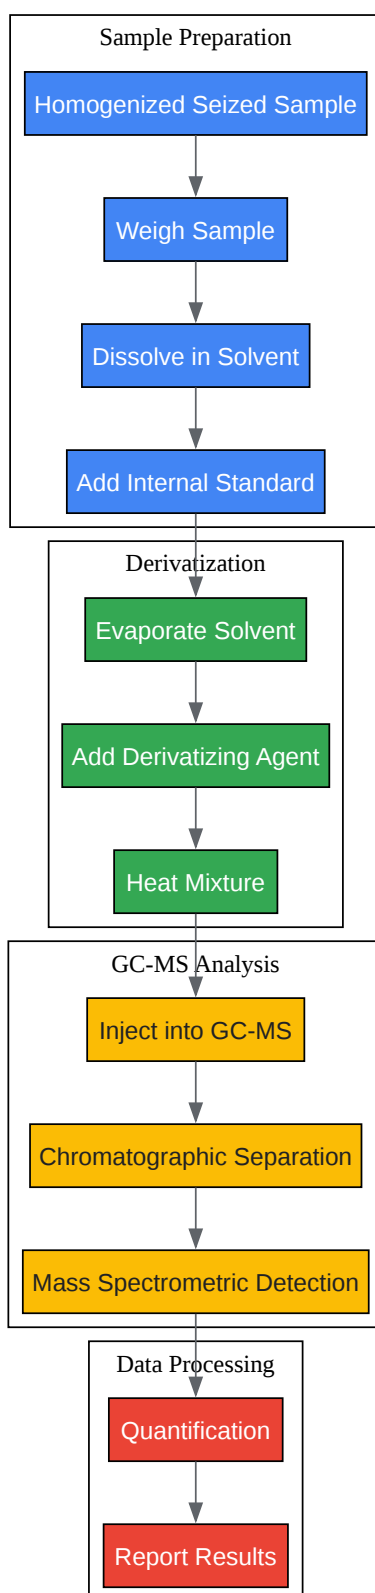 Sample Preparation
Homogenized Seized Sample
Weigh Sample
Dissolve in Solvent
Add Internal Standard
Derivatization
Evaporate Solvent
Add Derivatizing Agent
Heat Mixture
GC-MS Analysis
Inject into GC-MS
Chromatographic Separation
Mass Spectrometric Detection
Data Processing
Quantification
Report Results